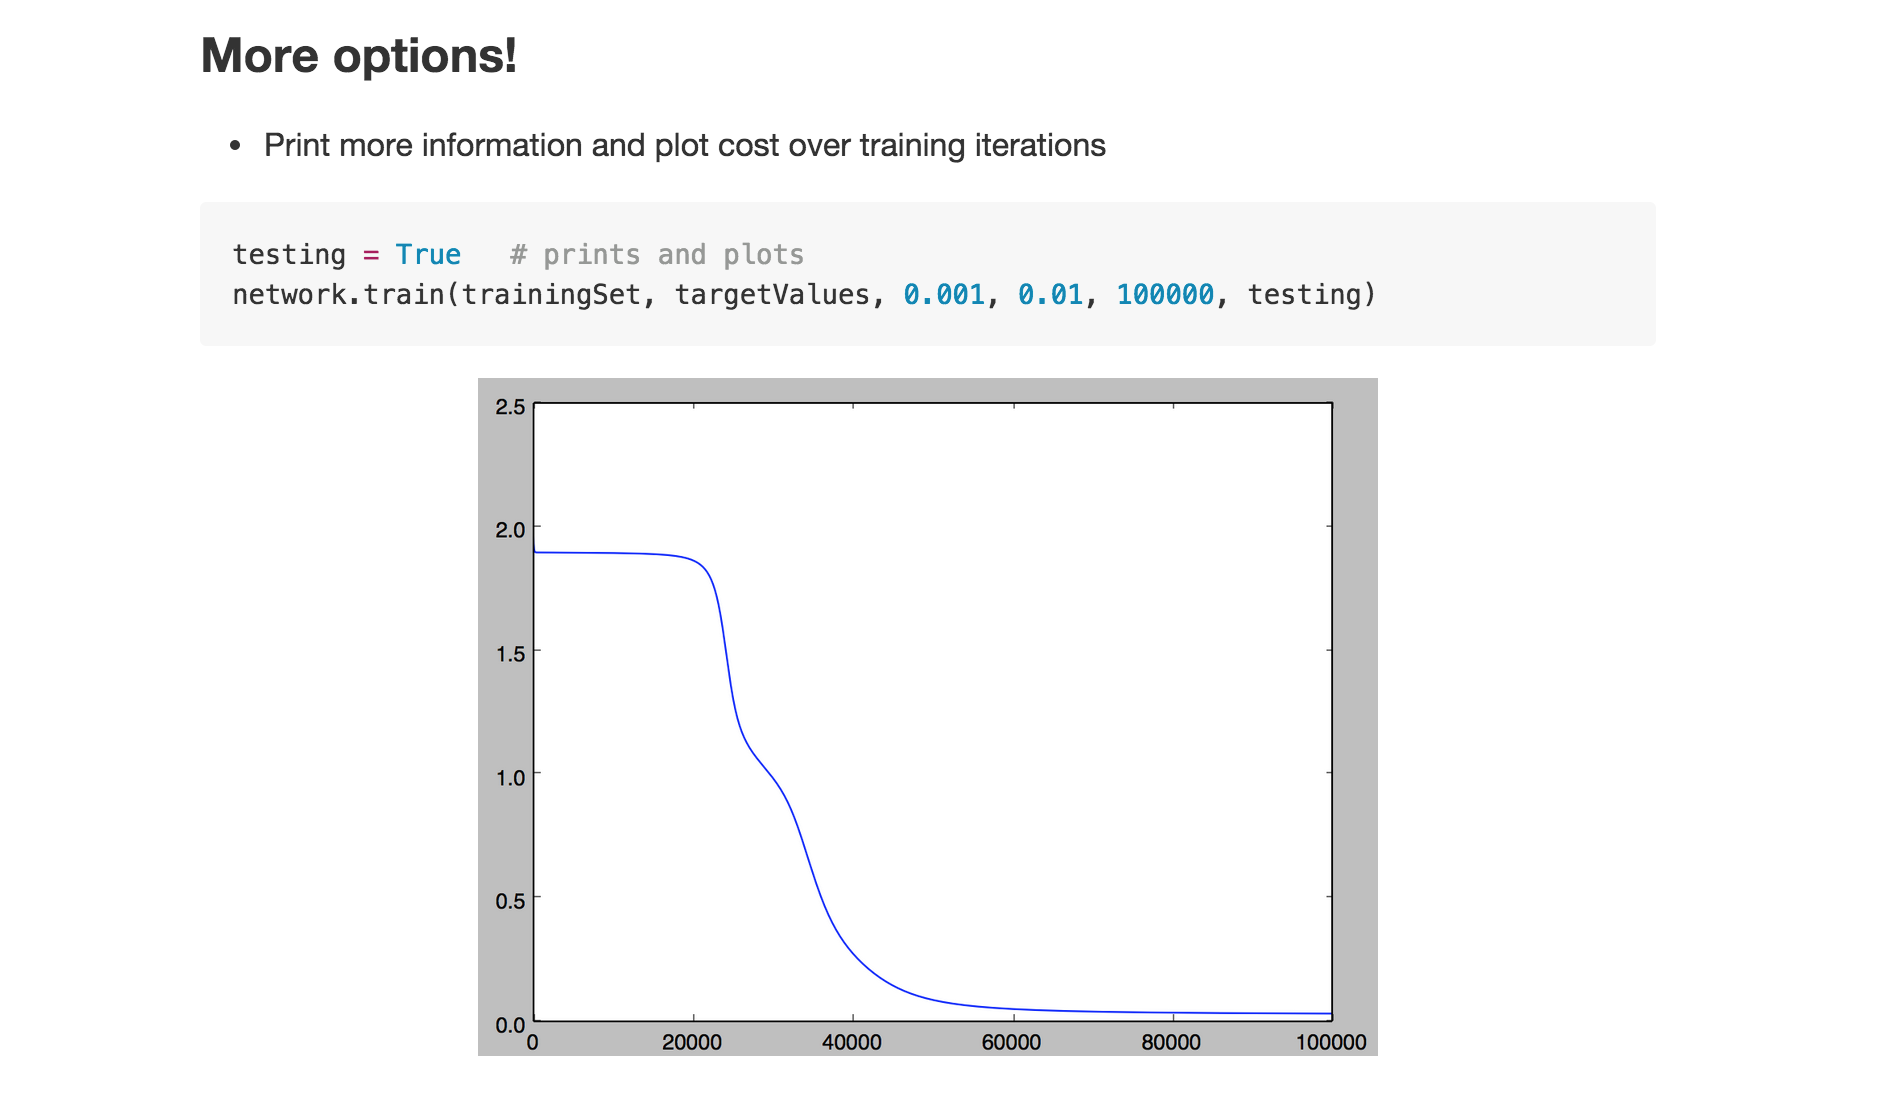 More options!
• Print more information and plot cost over training iterations
testing = True   # prints and plots
network.train(trainingSet, targetValues, 0.001, 0.01, 100000, testing)
2.5
2.0
1.5
1.0
0.5
0.0
0 20000 40000 60000 80000 100000